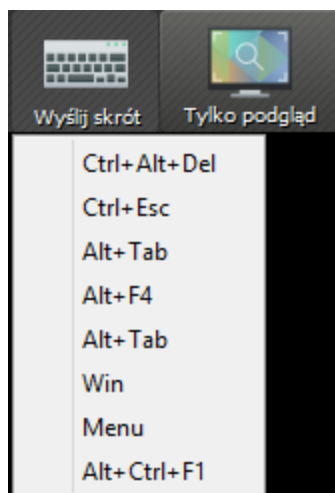 Wyślij skrót
Tylko podgląd
Ctrl+Alt+Del
Ctrl+Esc
Alt+Tab
Alt+F4
Alt+Tab
Win
Menu
Alt+Ctrl+F1